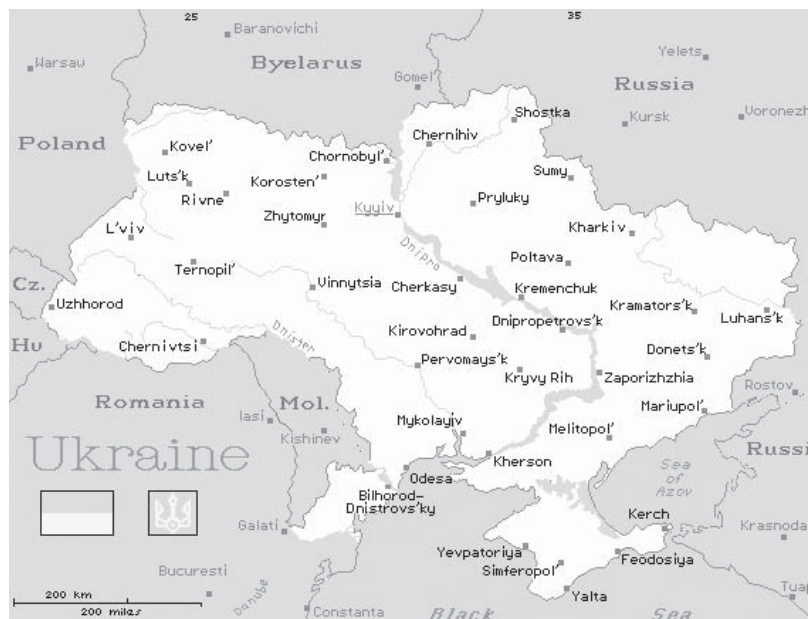 25
35
Baranovichi
Warsaw
Byelarus
Yelets
Gomel'
Russia
Shostka
Kursk
Voronezh
Poland
Chernihiv
Kovel'
Chornobyl'
Luts'k
Korosten'
Sumy
Rivne
Kyyiv
Pryluky
Zhytomyr
Kharkiv
L'viv
Dnipro
Poltava
Ternopil'
Vinnytsia
Cherkasy
Kremenchuk
Cz.
Uzhhorod
Kramators'k
Luhans'k
Dnipropetrovs'k
Kirovohrad
Dnister
Hu
Chernivtsi
Pervomays'k
Donets'k
Kryvy Rih
Zaporizhzhia
Rostov
Romania
Mol.
Iasi
Mariupol'
Mykolayiv
Kishinev
Melitopol'
Ukraine
Russi
Kherson
Sea
of
Azov
Odesa
Bilhorod-
Dnistrovs'ky
Kerch
Galati
Krasnoda
Yevpatoriya
Feodosiya
Simferopol'
Bucuresti
Danube
Yalta
Tuap
200 km
200 miles
Constanta
Black Sea